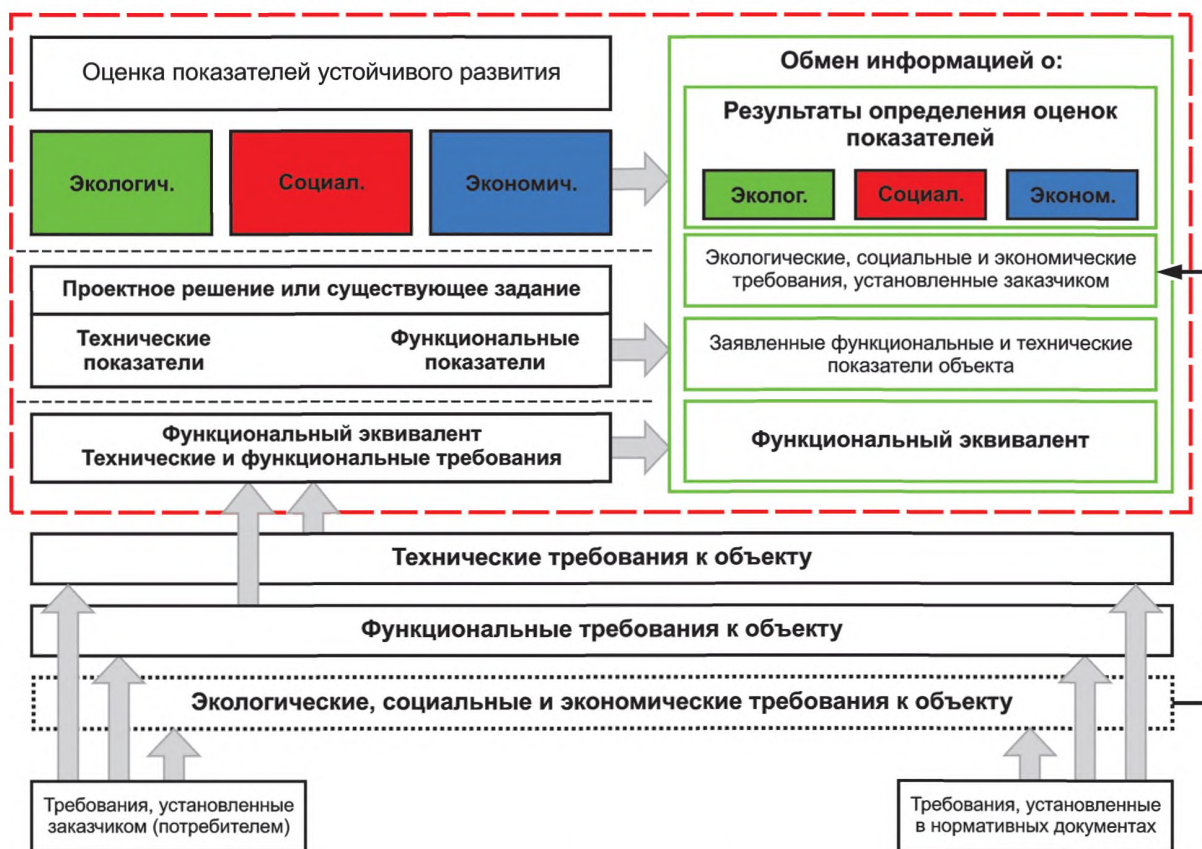 Оценка показателей устойчивого развития
Экологич.
Социал.
Экономич.
Проектное решение или существующее задание
Технические
показатели
Функциональные
показатели
Функциональный эквивалент
Технические и функциональные требования
Обмен информацией о:
Результаты определения оценок
показателей
Эколог.
Социал.
Эконом.
Экологические, социальные и экономические
требования, установленные заказчиком
Заявленные функциональные и технические
показатели объекта
Функциональный эквивалент
Технические требования к объекту
Функциональные требования к объекту
Экологические, социальные и экономические требования к объекту
Требования, установленные
заказчиком (потребителем)
Требования, установленные
в нормативных документах